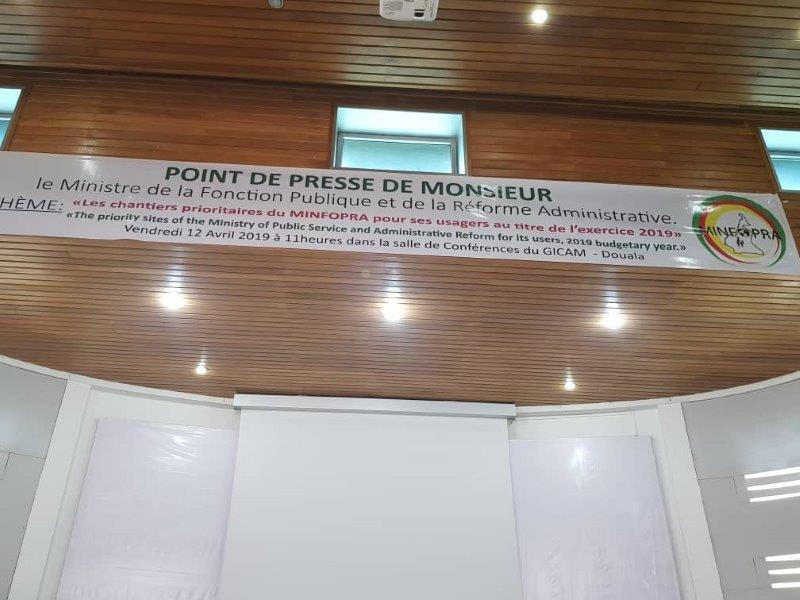 POINT DE PRESSE DE MONSIEUR
le Ministre de la Fonction Publique et de la Réforme Administrative.
HÈME: «Les chantiers prioritaires du MINFOPRA pour ses usagers au titre de l'exercice 2019»
«The priority sites of the Ministry of Public Service and Administrative Reform for its users, 2019 budgetary year.»
Vendredi 12 Avril 2019 à 11heures dans la salle de Conférences du GICAM - Douala
MINFOPRA